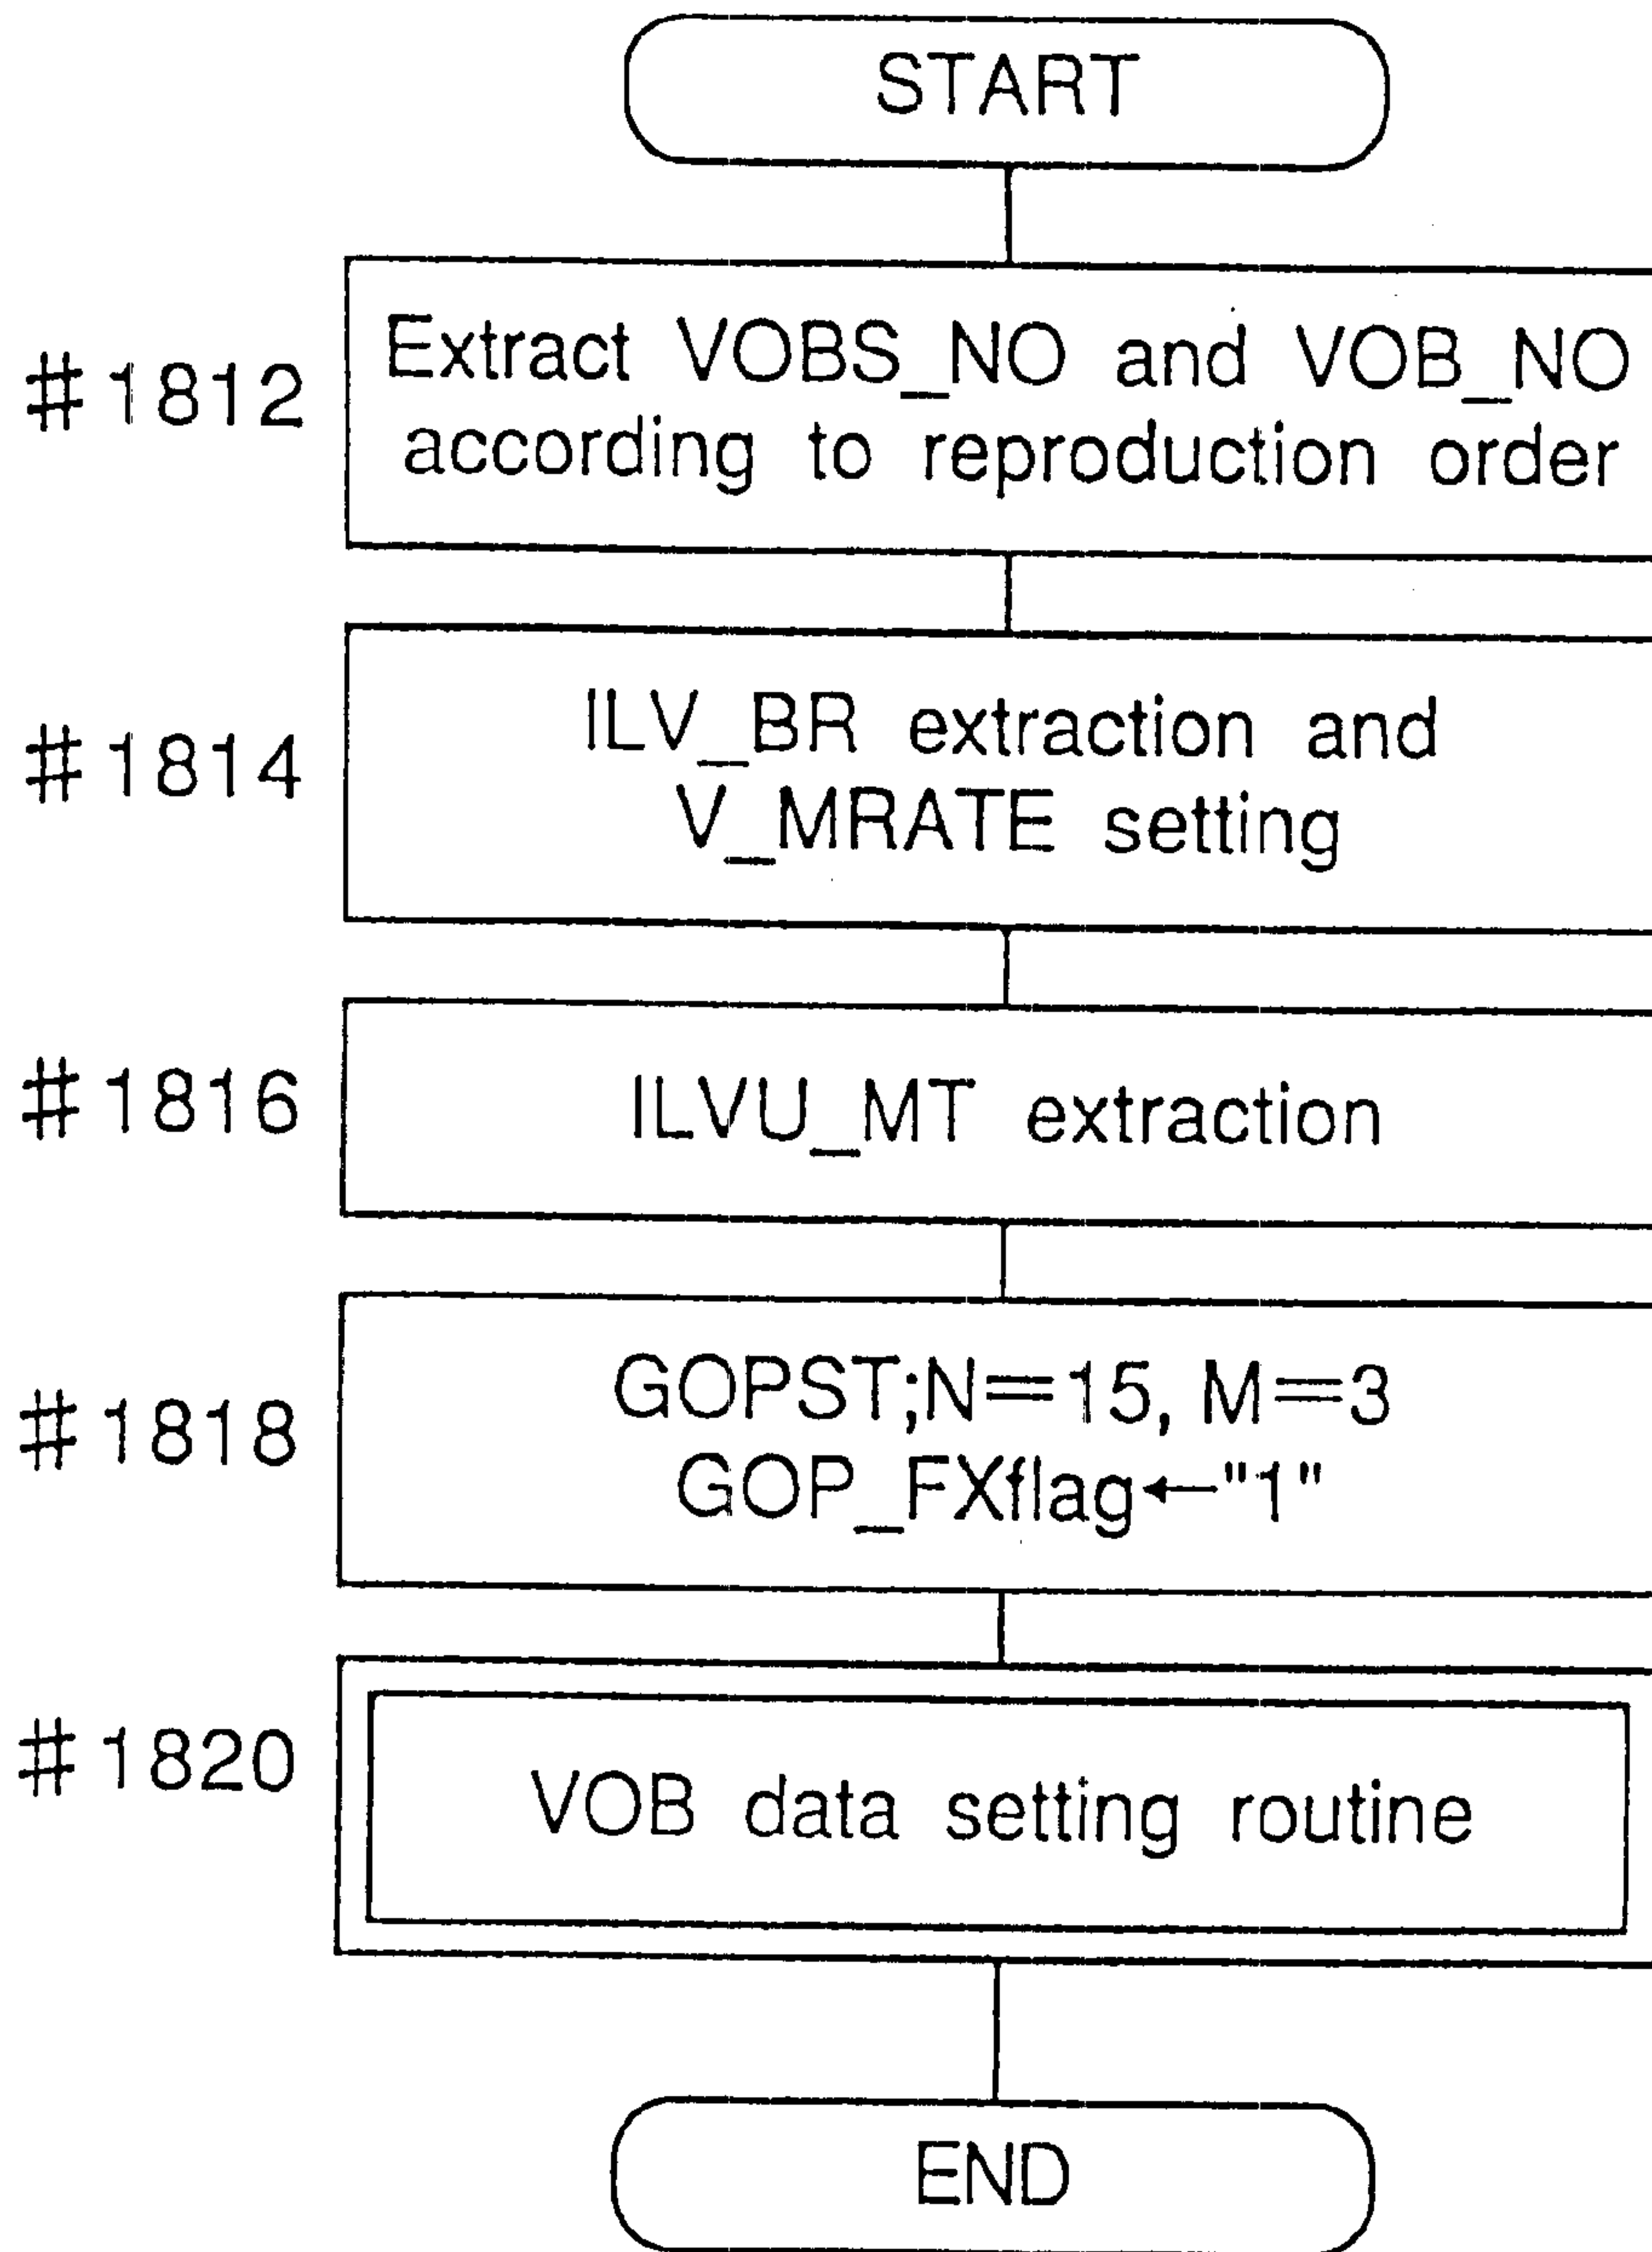 START
#1812
Extract VOBS_NO and VOB_NO
according to reproduction order
#1814
ILV_BR extraction and
V_MRATE setting
#1816
ILVU_MT extraction
#1818
GOPST;N=15, M=3
GOP_FXflag←"1"
#1820
VOB data setting routine
END